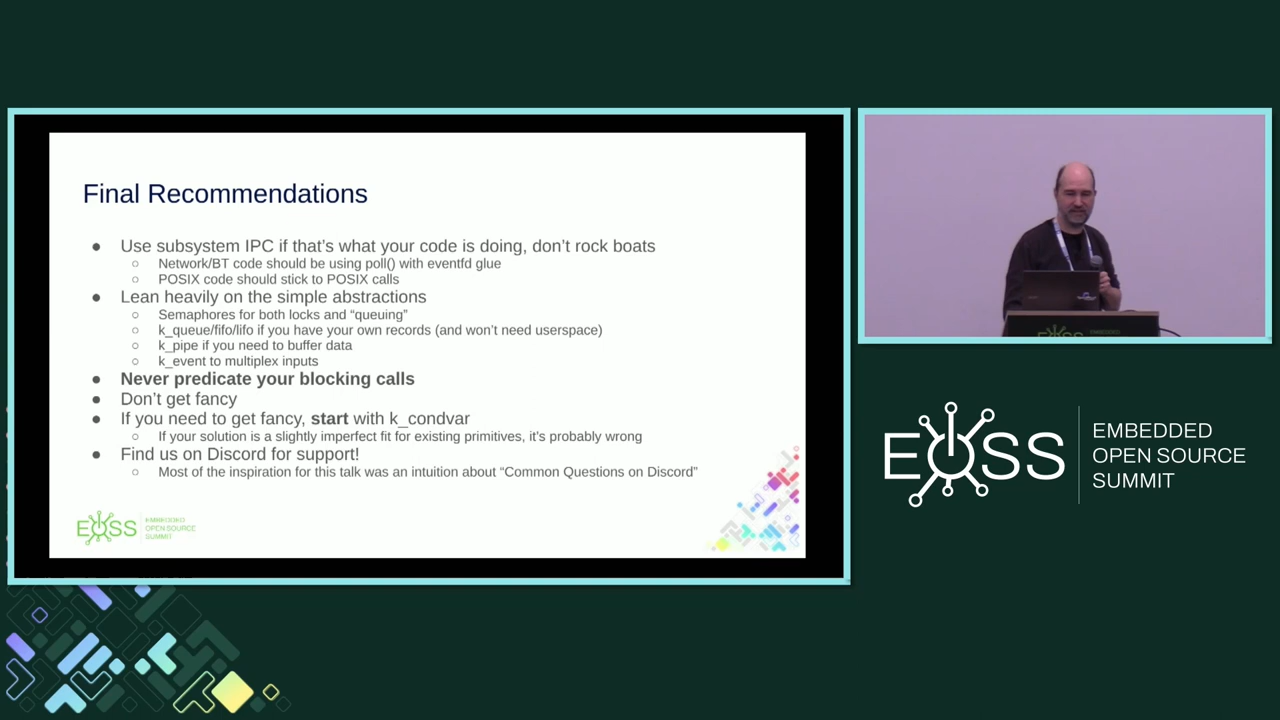 Final Recommendations
● Use subsystem IPC if that’s what your code is doing, don’t rock boats
○ Network/BT code should be using poll() with eventfd glue
○ POSIX code should stick to POSIX calls
● Lean heavily on the simple abstractions
○ Semaphores for both locks and “queuing”
○ k_queue/fifo/lifo if you have your own records (and won’t need userspace)
○ k_pipe if you need to buffer data
○ k_event to multiplex inputs
● Never predicate your blocking calls
● Don’t get fancy
● If you need to get fancy, start with k_condvar
○ If your solution is a slightly imperfect fit for existing primitives, it’s probably wrong
● Find us on Discord for support!
○ Most of the inspiration for this talk was an intuition about “Common Questions on Discord”
EOSS
EMBEDDED
OPEN SOURCE
SUMMIT
EOSS
EMBEDDED
OPEN SOURCE
SUMMIT